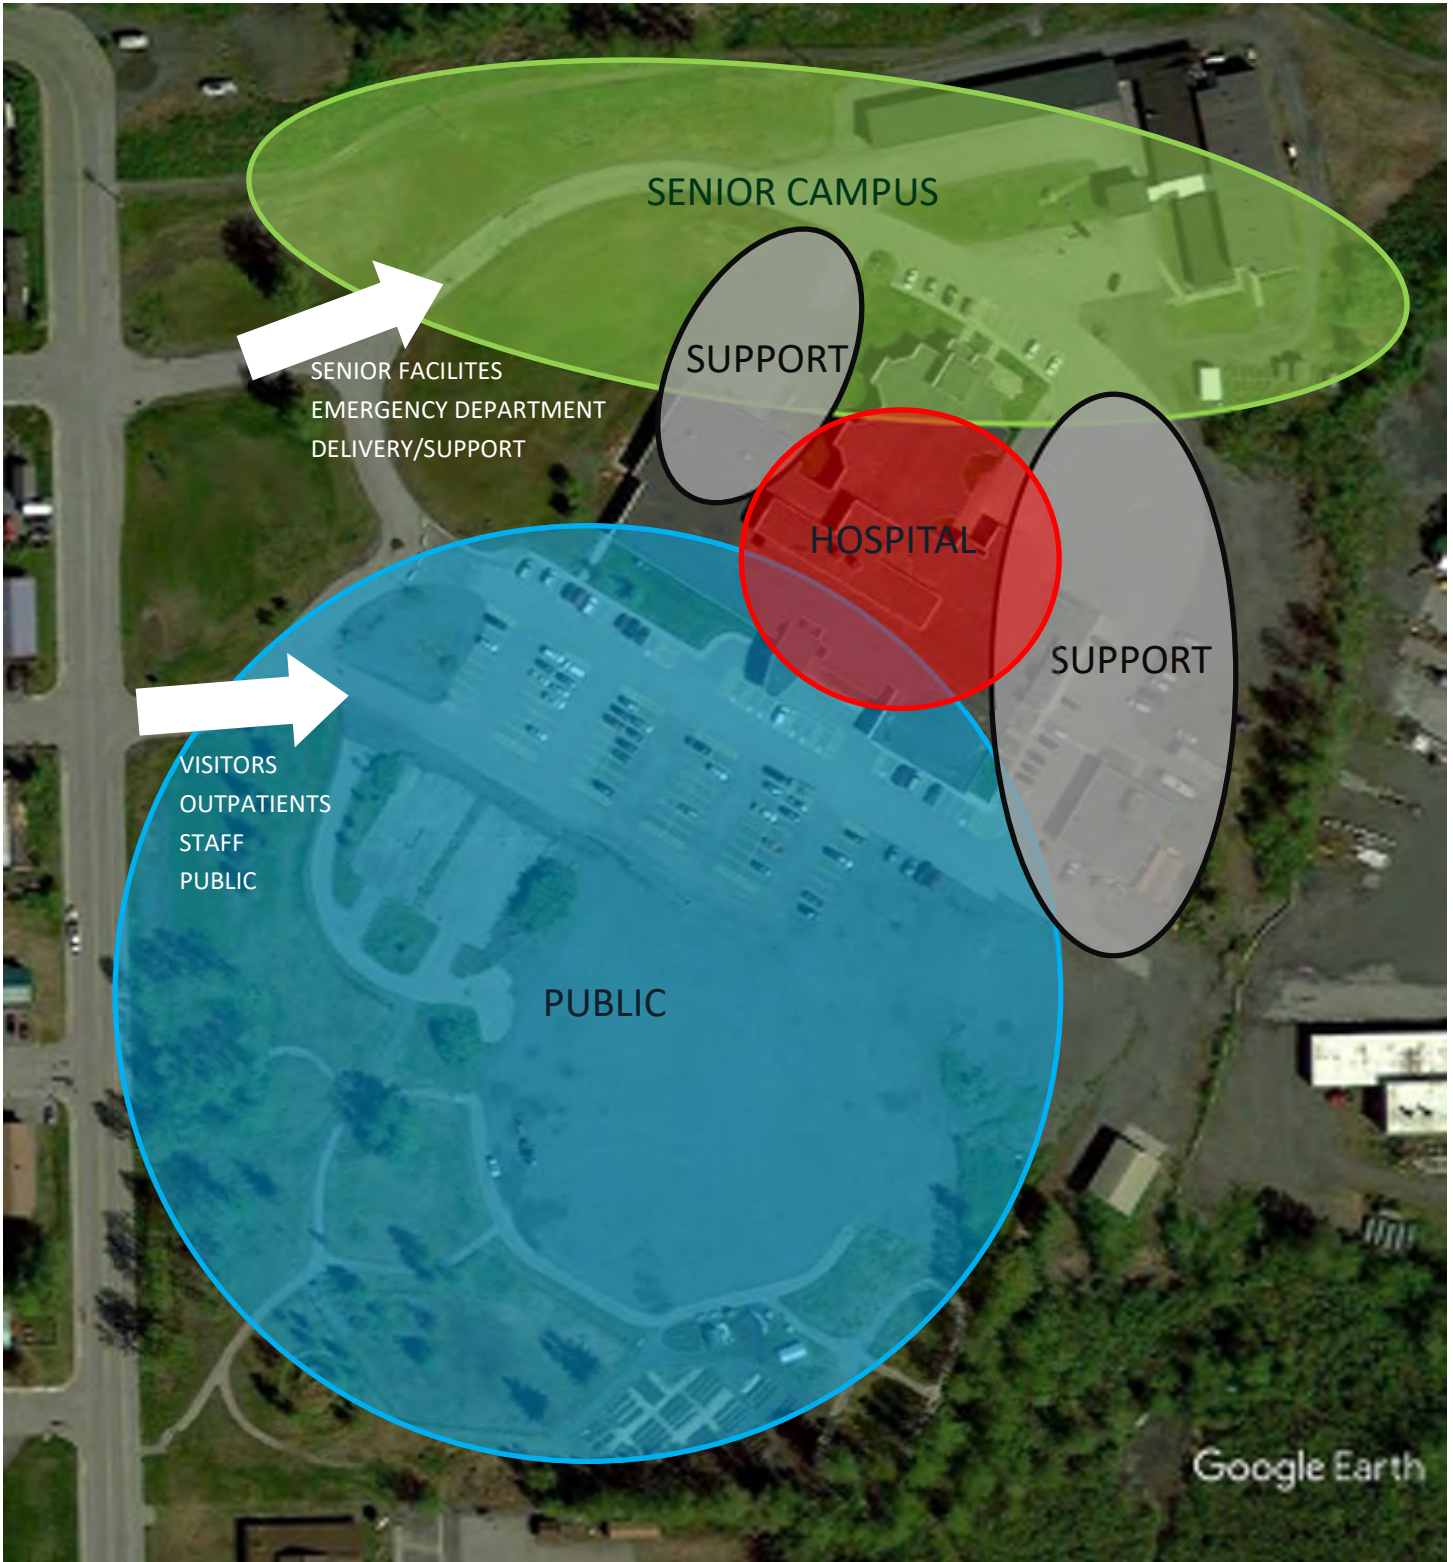 SENIOR CAMPUS
SUPPORT
SENIOR FACILITES
EMERGENCY DEPARTMENT
DELIVERY/SUPPORT
HOSPITAL
SUPPORT
VISITORS
OUTPATIENTS
STAFF
PUBLIC
PUBLIC
Google Earth